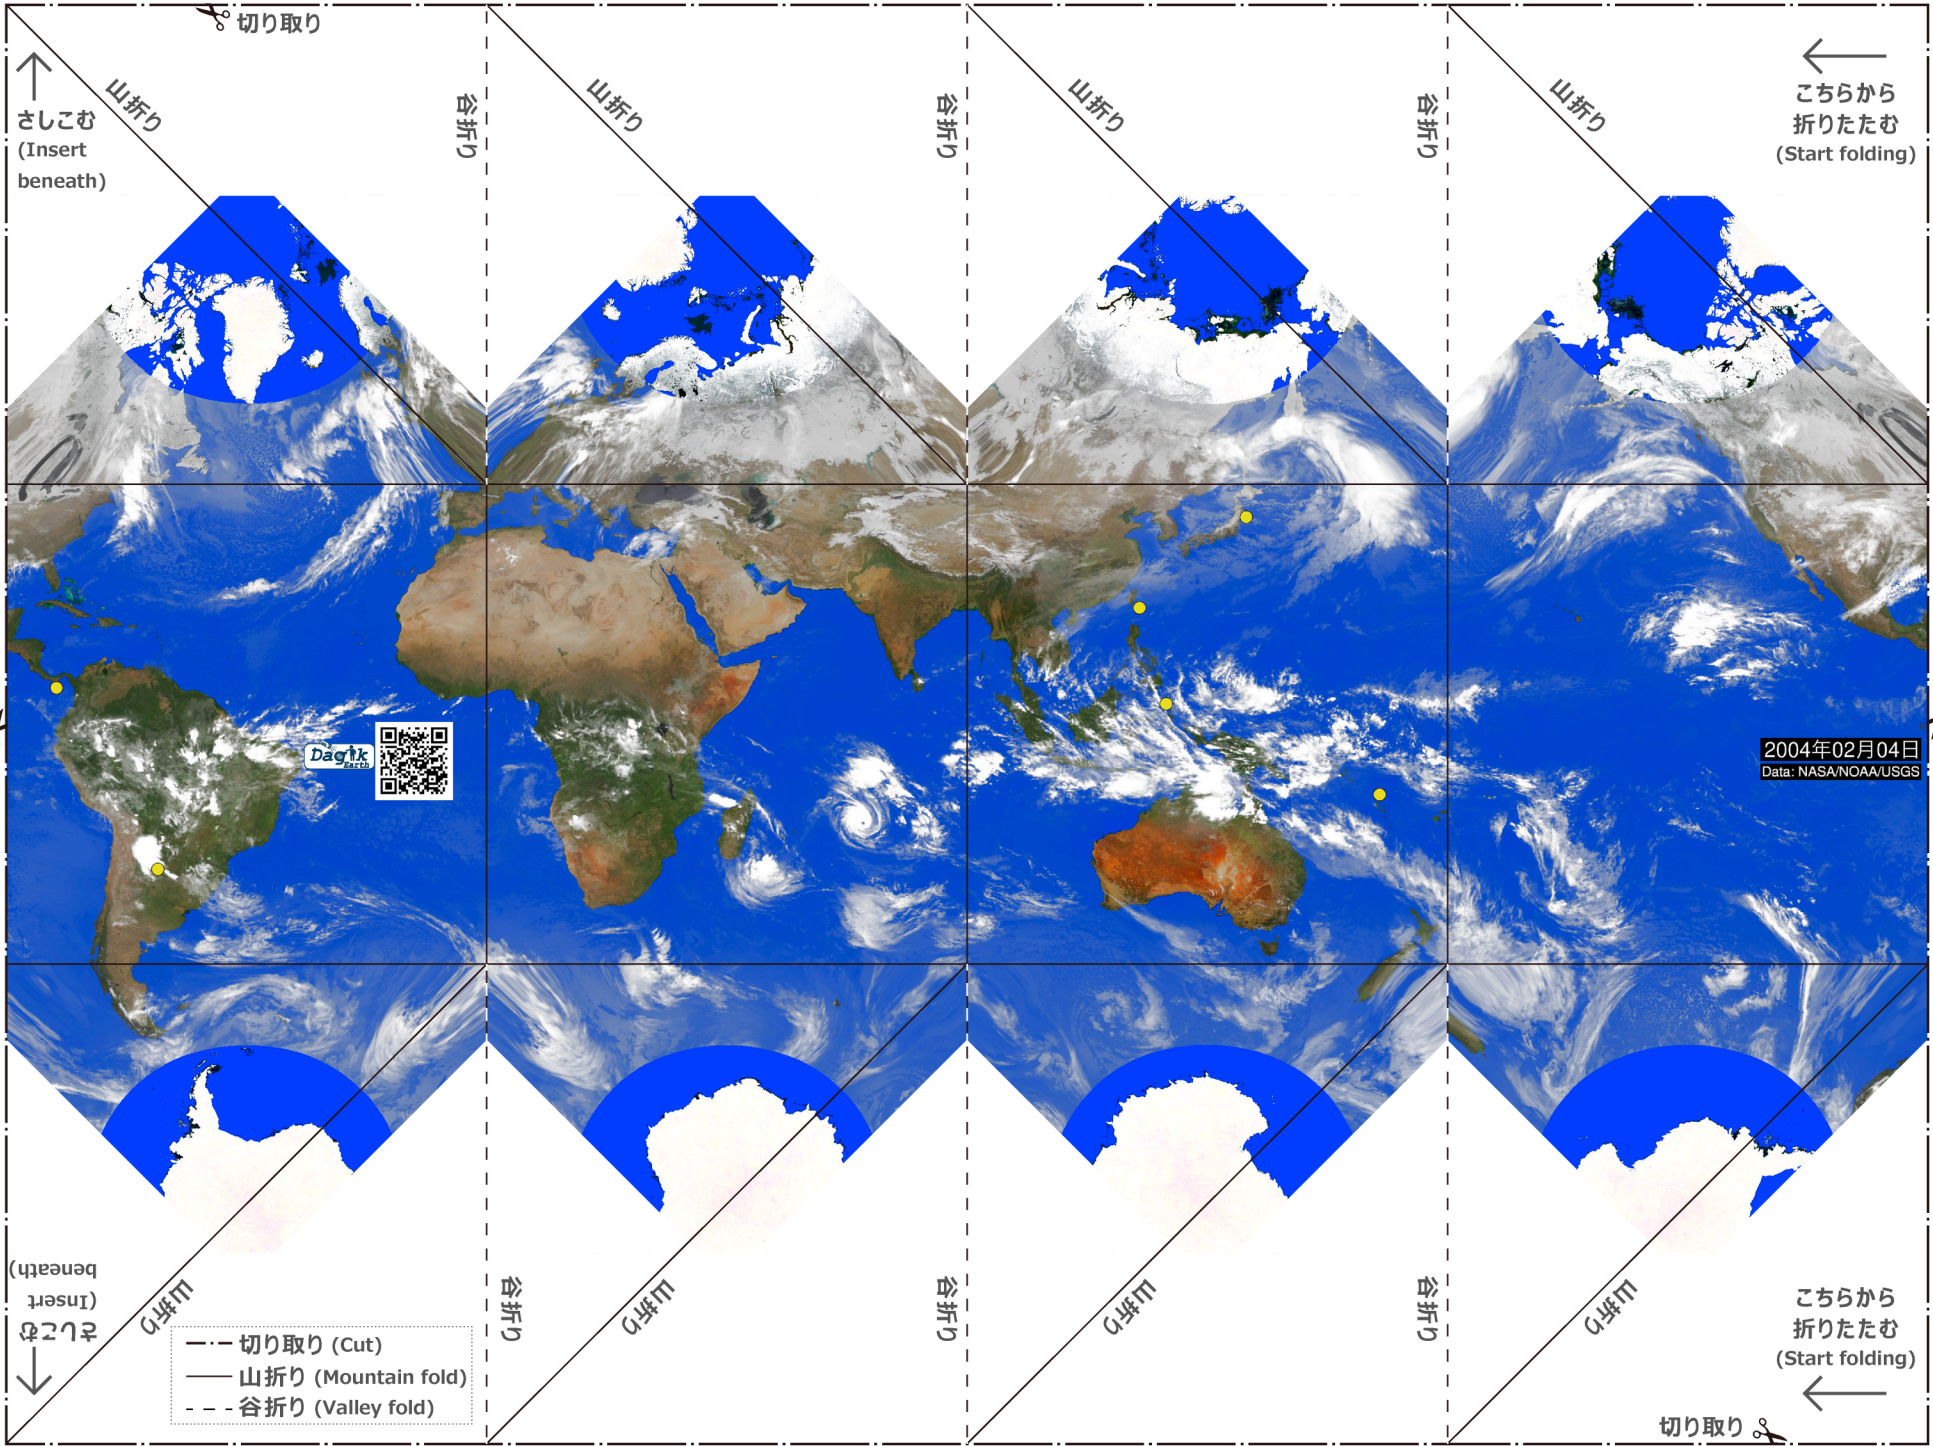 切り取り
山折り
谷折り
山折り
谷折り
山折り
谷折り
山折り
さしこむ
(Insert
beneath)
こちらから
折りたたむ
(Start folding)
Dagik
Earth
2004年02月04日
Data: NASA/NOAA/USGS
さしこむ
(Insert
beneath)
山折り
谷折り
山折り
谷折り
山折り
谷折り
山折り
こちらから
折りたたむ
(Start folding)
切り取り (Cut)
山折り (Mountain fold)
谷折り (Valley fold)
切り取り